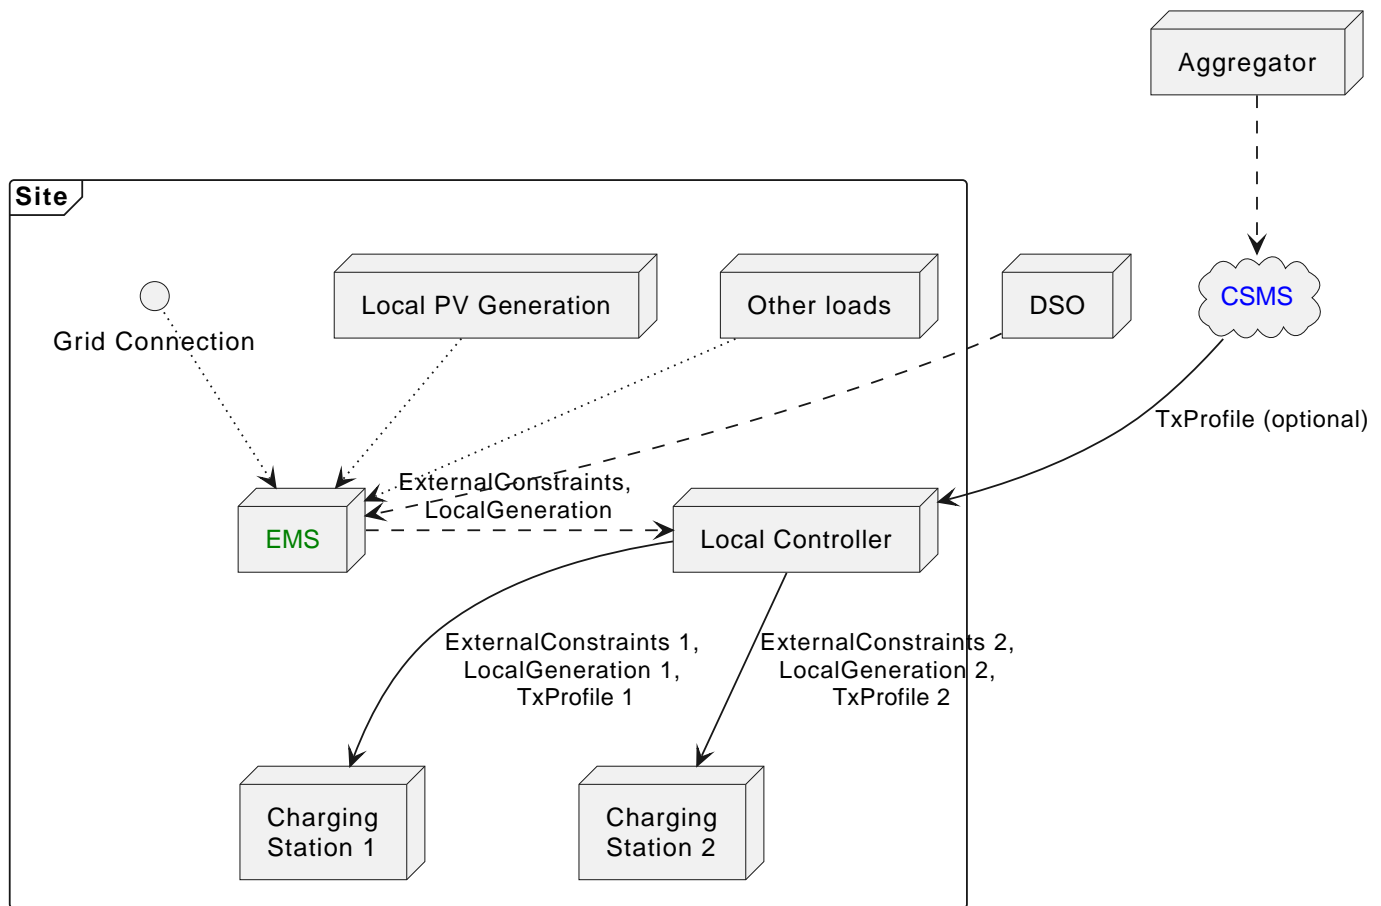 Aggregator
Site
Local PV Generation
Other loads
DSO
CSMS
Grid Connection
TxProfile (optional)
ExternalConstraints,
LocalGeneration
EMS
Local Controller
ExternalConstraints 1,
LocalGeneration 1,
TxProfile 1
ExternalConstraints 2,
LocalGeneration 2,
TxProfile 2
Charging
Station 1
Charging
Station 2